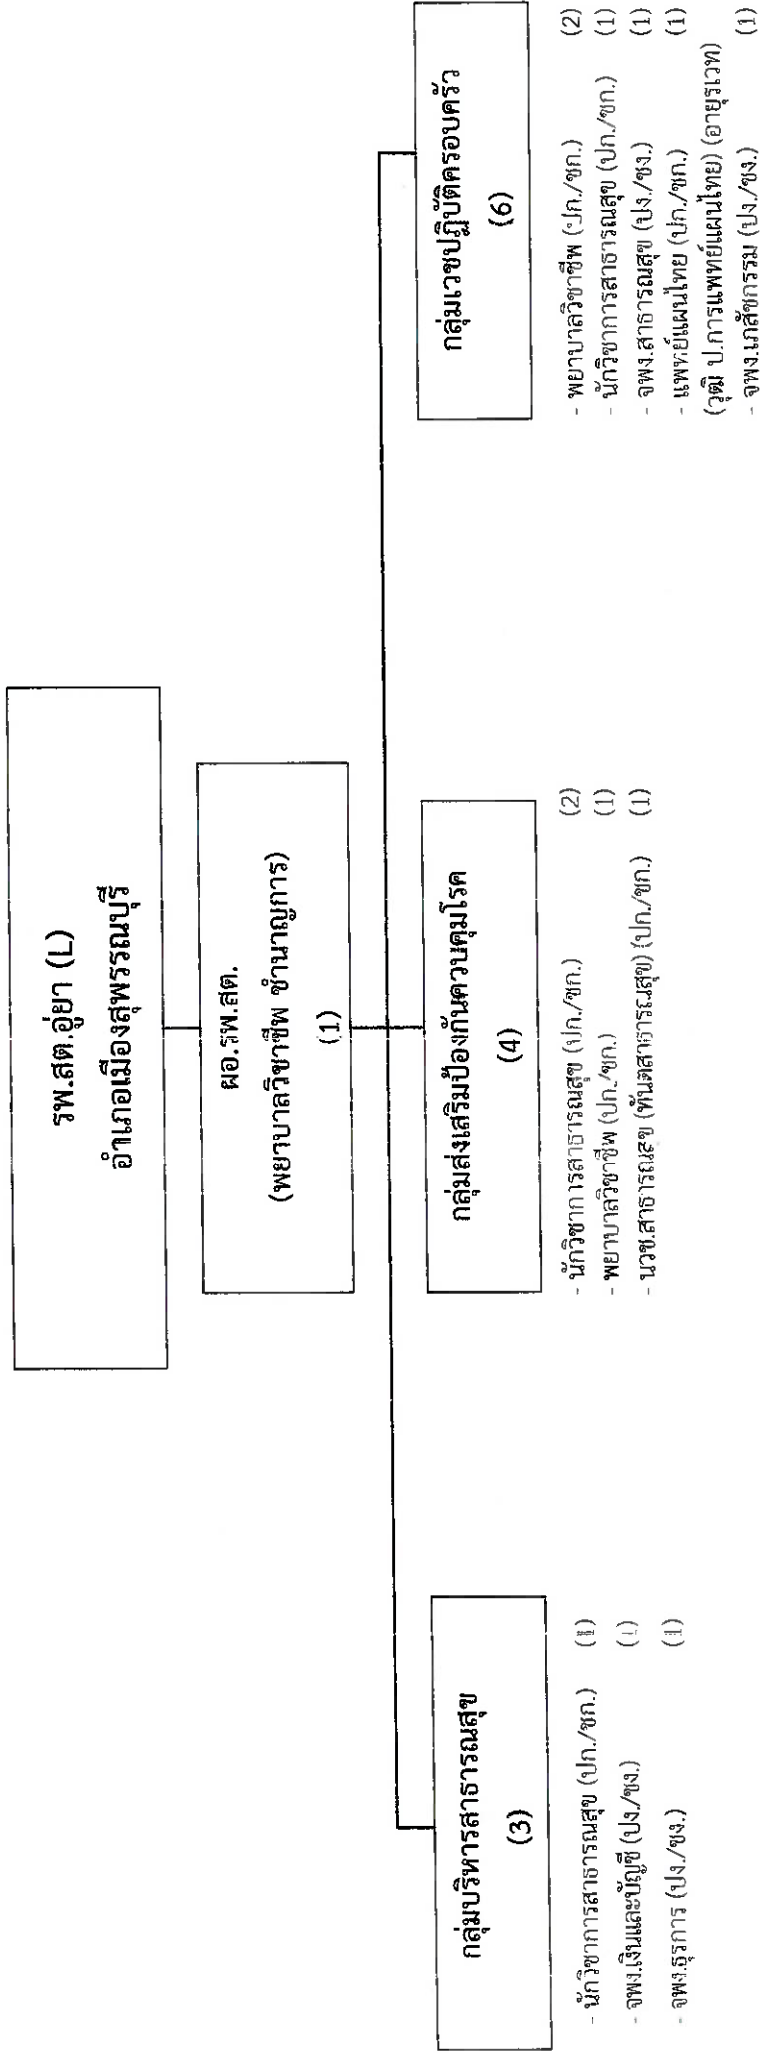 รพ.สต.อู่ยา (L)
อำเภอเมืองสุพรรณบุรี
ผอ.รพ.สต.
(พยาบาลวิชาชีพ ชำนาญการ)
(1)
กลุ่มบริหารสาธารณสุข
(3)
- นักวิชาการสาธารณสุข (ปก./ชก.) (1)
- จพง.เงินและบัญชี (ปง./ชง.) (1)
- จพง.ธุรการ (ปง./ชง.) (1)
กลุ่มส่งเสริมป้องกันควบคุมโรค
(4)
- นักวิชาการสาธารณสุข (ปก./ชก.) (2)
- พยาบาลวิชาชีพ (ปก./ชก.) (1)
- นวช.สาธารณสุข (ทันตสาธารณสุข) (ปก./ชก.) (1)
กลุ่มเวชปฏิบัติครอบครัว
(6)
- พยาบาลวิชาชีพ (ปก./ชก.) (2)
- นักวิชาการสาธารณสุข (ปก./ชก.) (1)
- จพง.สาธารณสุข (ปง./ชง.) (1)
- แพทย์แผนไทย (ปก./ชก.) (1)
(วุฒิ ป.การแพทย์แผนไทย) (อายุรเวท)
- จพง.เภสัชกรรม (ปง./ชง.) (1)